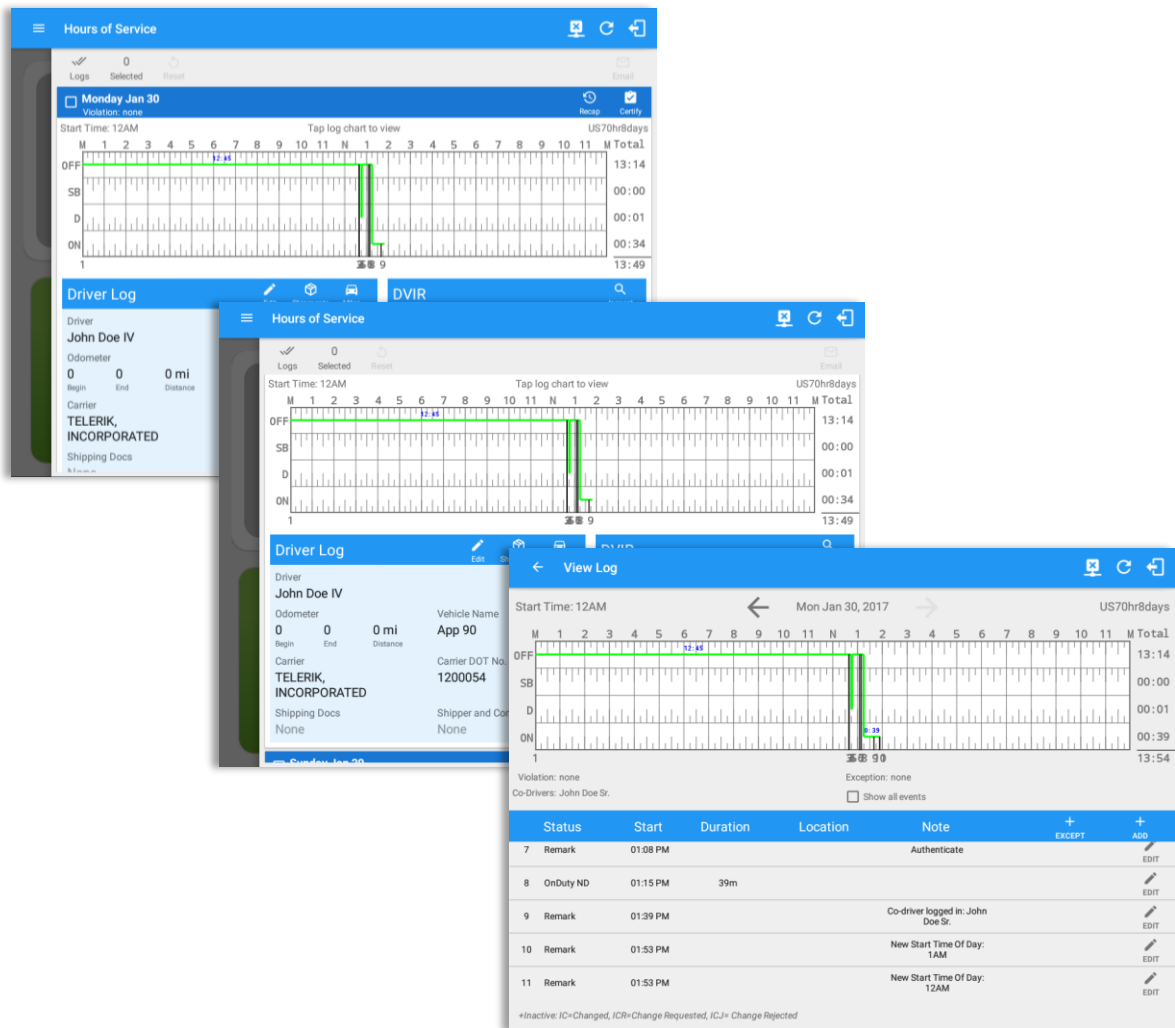 Hours of Service
Logs
0
Selected
Reset
Email
Monday Jan 30
Violation: none
Recap
Certify
Start Time: 12AM
Tap log chart to view
US70hr8days
M 1 2 3 4 5 6 7 8 9 10 11 N 1 2 3 4 5 6 7 8 9 10 11 M Total
12:45
OFF 13:14
SB 00:00
D 00:01
ON 00:34
1 9 13:49
Driver Log
DVIR
Driver
John Doe IV
Odometer
0 0 0 mi
Begin End Distance
Carrier
TELERIK,
INCORPORATED
Shipping Docs
None
Hours of Service
Logs
0
Selected
Reset
Email
Start Time: 12AM
Tap log chart to view
US70hr8days
M 1 2 3 4 5 6 7 8 9 10 11 N 1 2 3 4 5 6 7 8 9 10 11 M Total
12:45
OFF 13:14
SB 00:00
D 00:01
ON 00:34
1 9 13:49
Driver Log
Edit
DVIR
Driver
John Doe IV
Odometer Vehicle Name
0 0 0 mi App 90
Begin End Distance
Carrier Carrier DOT No.
TELERIK, 1200054
INCORPORATED
Shipping Docs Shipper and Co
None None
Sunday Jan 29
View Log
Start Time: 12AM
Mon Jan 30, 2017
US70hr8days
M 1 2 3 4 5 6 7 8 9 10 11 N 1 2 3 4 5 6 7 8 9 10 11 M Total
12:45
OFF 13:14
SB 00:00
D 00:01
0:39
ON 00:39
1 13:54
Violation: none Exception: none
Co-Drivers: John Doe Sr. Show all events
Status Start Duration Location Note + EXCEPT + ADD
7 Remark 01:08 PM Authenticate EDIT
8 OnDuty ND 01:15 PM 39m EDIT
9 Remark 01:39 PM Co-driver logged in: John
Doe Sr. EDIT
10 Remark 01:53 PM New Start Time Of Day:
1AM EDIT
11 Remark 01:53 PM New Start Time Of Day:
12AM EDIT
+Inactive: IC=Changed, ICR=Change Requested, ICJ= Change Rejected